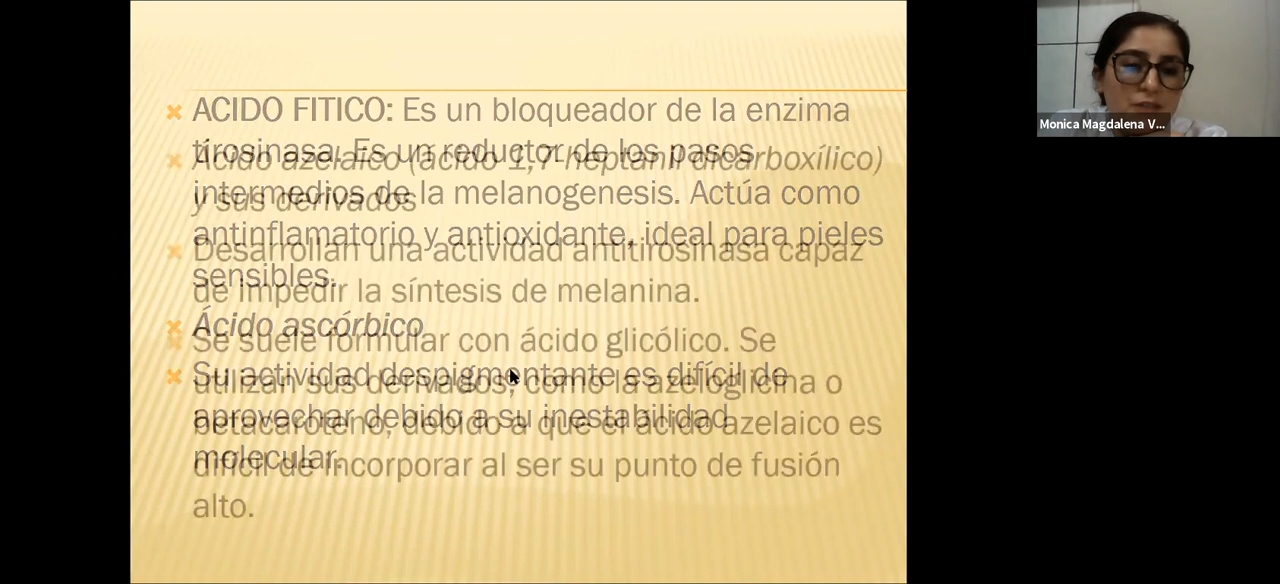 ACIDO FITICO: Es un bloqueador de la enzima
tirosinasa. Es un reductor de los pasos
intermedios de la melanogenesis. Actúa como
antinflamatorio y antioxidante, ideal para pieles
sensibles.
Ácido ascórbico
Su actividad despigmentante es difícil de
aprovechar debido a su inestabilidad
molecular.
Ácido azelaico (ácido 1,7-heptanil dicarboxílico)
y sus derivados
Desarrollan una actividad antitirosinasa capaz
de impedir la síntesis de melanina.
Se suele formular con ácido glicólico. Se
utilizan sus derivados, como la azeloglicina o
betacaroteno, debido a que el ácido azelaico es
difícil de incorporar al ser su punto de fusión
alto.
Monica Magdalena V...